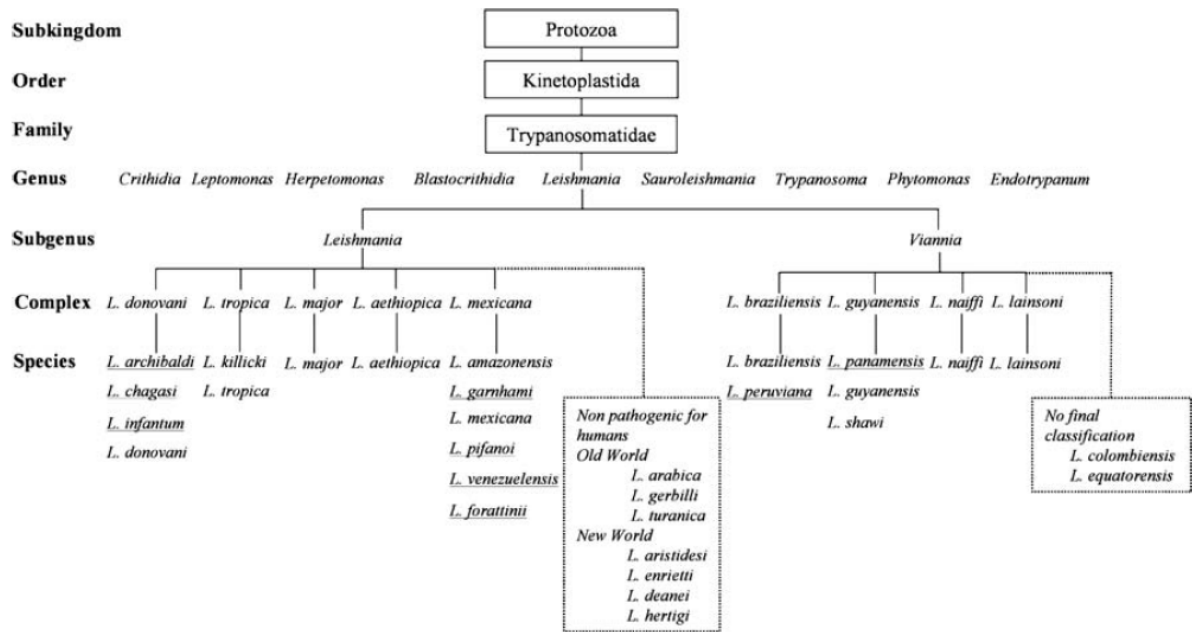 Subkingdom Protozoa
Order Kinetoplastida
Family Trypanosomatidae
Genus Crithidia Leptomonas Herpetomonas Blastocrithidia Leishmania Sauroleishmania Trypanosoma Phytomonas Endotrypanum
Subgenus Leishmania Viannia
Complex L. donovani L. tropica L. major L. aethiopica L. mexicana L. braziliensis L. guyanensis L. naiffi L. lainsoni
Species L. archibaldi L. killicki L. major L. aethiopica L. amazonensis L. braziliensis L. panamensis L. naiffi L. lainsoni
L. chagasi L. tropica L. garnhami L. peruviana L. guyanensis
L. infantum L. mexicana L. shawi
L. donovani L. pifanoi
L. venezuelensis
L. forattinii
Non pathogenic for
humans
Old World
L. arabica
L. gerbilli
L. turanica
New World
L. aristidesi
L. enrietti
L. deanei
L. hertigi
No final
classification
L. colombiensis
L. equatorensis